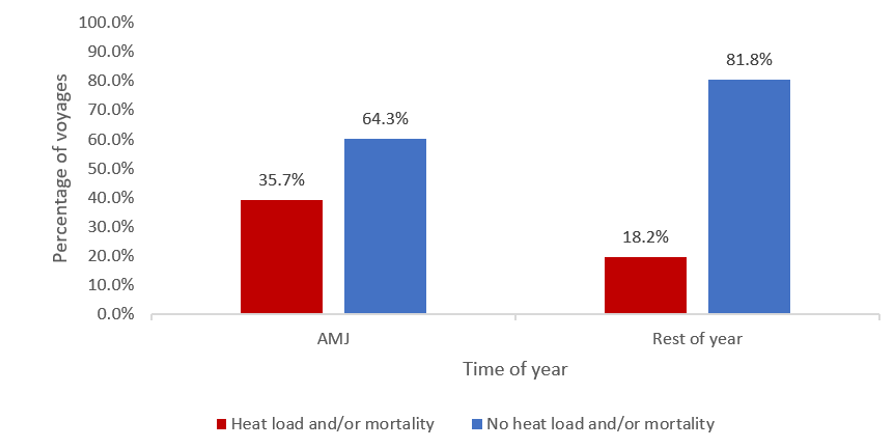 100.0%
90.0%
80.0%
70.0%
60.0%
50.0%
40.0%
30.0%
20.0%
10.0%
0.0%
Percentage of voyages
35.7%
64.3%
18.2%
81.8%
AMJ
Rest of year
Time of year
Heat load and/or mortality
No heat load and/or mortality